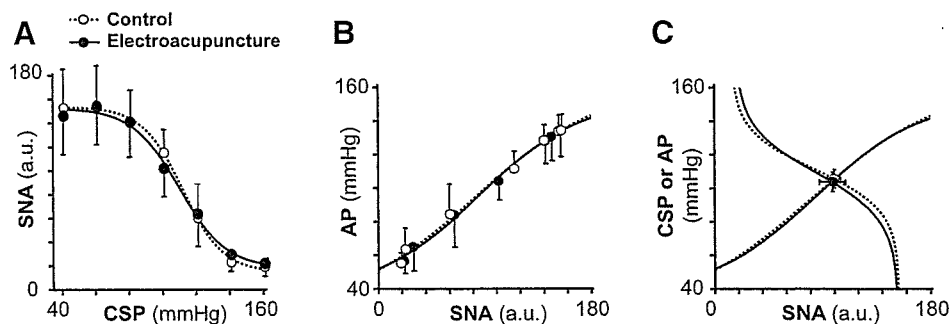 Control
Electroacupuncture
A
B
C
180
SNA (a.u.)
0
40
CSP (mmHg)
160
160
AP (mmHg)
40
0
SNA (a.u.)
180
160
CSP or AP (mmHg)
40
0
SNA (a.u.)
180